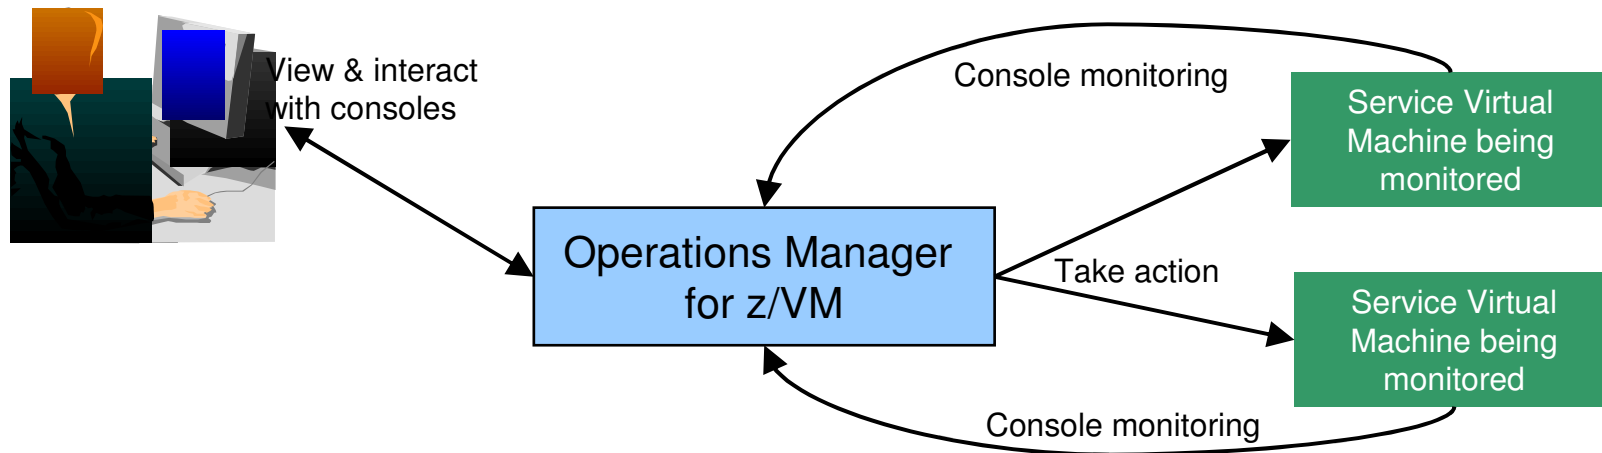 View & interact
with consoles
Console monitoring
Service Virtual
Machine being
monitored
Operations Manager
for z/VM
Take action
Service Virtual
Machine being
monitored
Console monitoring